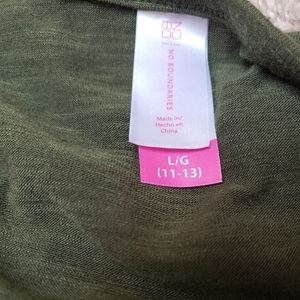 NO BOUNDARIES
Made in/
Hecho en
China
L/G
(11-13)